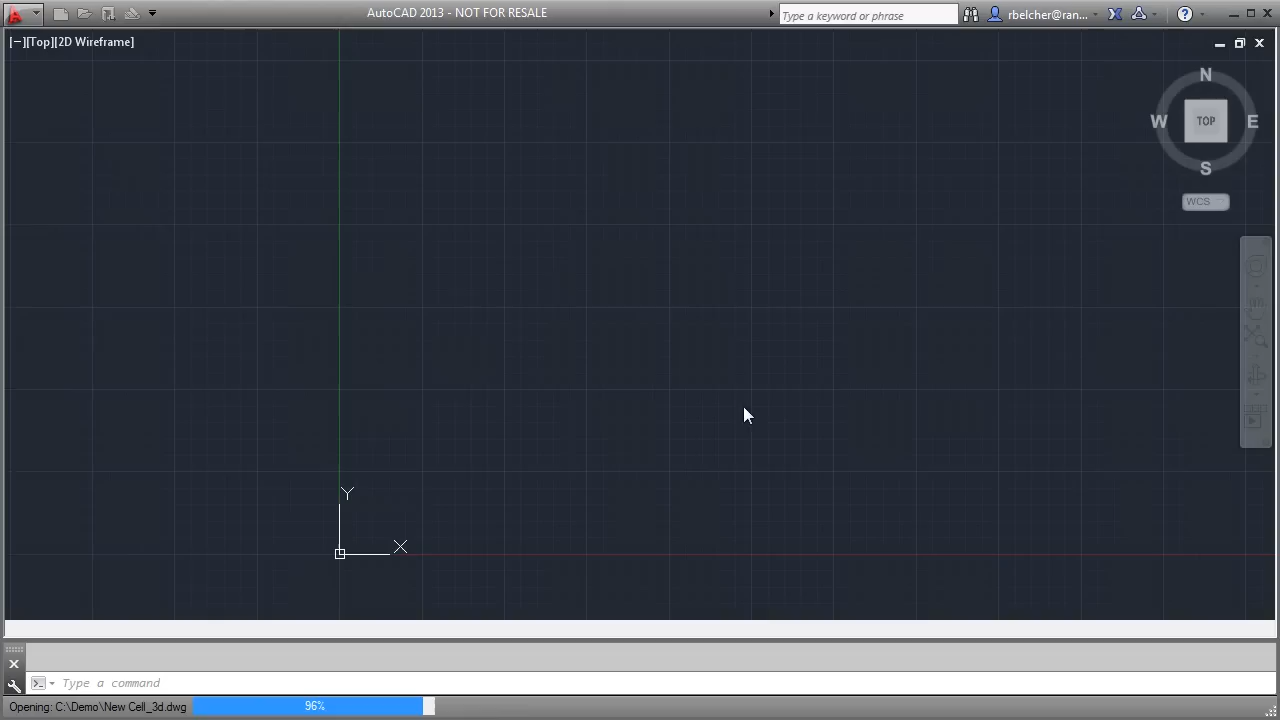 AutoCAD 2013 - NOT FOR RESALE
Type a keyword or phrase
rbelcher@ran...
[−][Top][2D Wireframe]
N
W
TOP
E
S
WCS
Y
X
Type a command
Opening: C:\Demo\New Cell_3d.dwg
96%